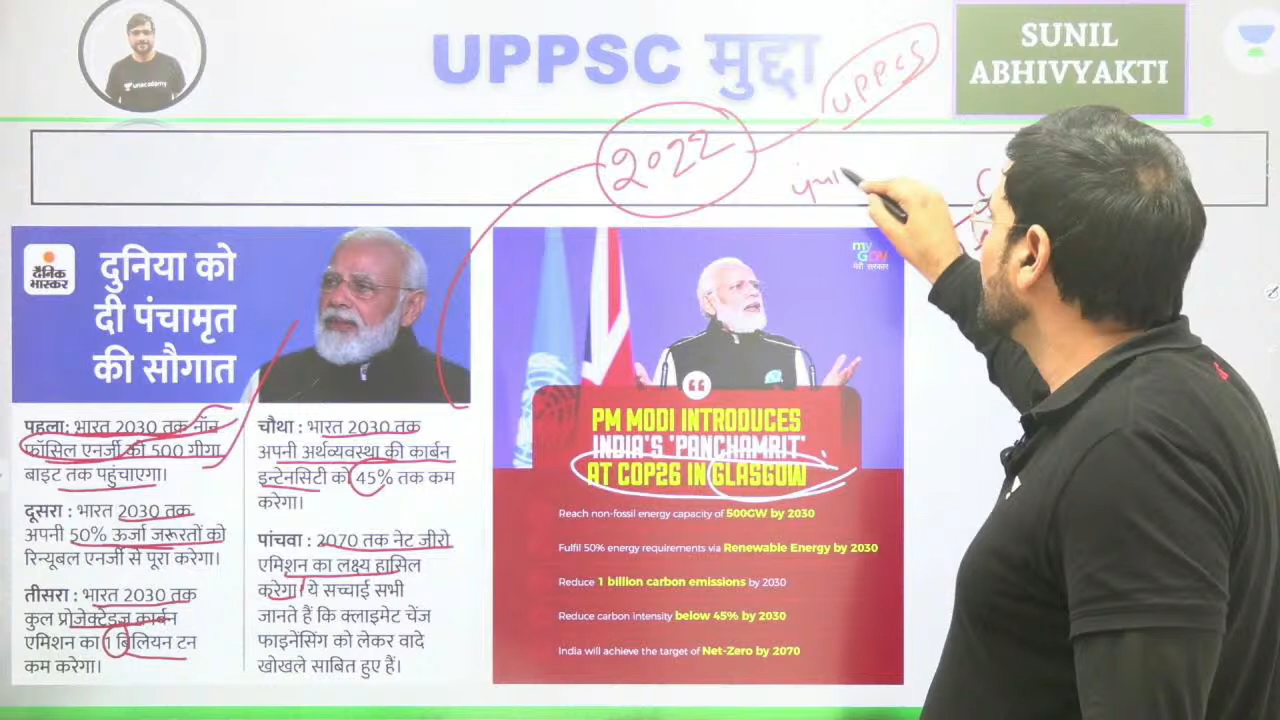 unacademy
UPPSC मुद्दा
SUNIL
ABHIVYAKTI
2022
UPPCS
दैनिक
भास्कर
दुनिया को
दी पंचामृत
की सौगात
पहला: भारत 2030 तक नॉन
फॉसिल एनर्जी को 500 गीगा
बाइट तक पहुंचाएगा।
दूसरा : भारत 2030 तक
अपनी 50% ऊर्जा जरूरतों को
रिन्यूबल एनर्जी से पूरा करेगा।
तीसरा : भारत 2030 तक
कुल प्रोजेक्टेड कार्बन
एमिशन का 1 बिलियन टन
कम करेगा।
चौथा : भारत 2030 तक
अपनी अर्थव्यवस्था की कार्बन
इन्टेनसिटी को 45% तक कम
करेगा।
पांचवा : 2070 तक नेट जीरो
एमिशन का लक्ष्य हासिल
करेगा। ये सच्चाई सभी
जानते हैं कि क्लाइमेट चेंज
फाइनेंसिंग को लेकर वादे
खोखले साबित हुए हैं।
my
GOV
मेरी सरकार
PM MODI INTRODUCES
INDIA'S 'PANCHAMRIT'
AT COP26 IN GLASGOW
Reach non-fossil energy capacity of 500GW by 2030
Fulfil 50% energy requirements via Renewable Energy by 2030
Reduce 1 billion carbon emissions by 2030
Reduce carbon intensity below 45% by 2030
India will achieve the target of Net-Zero by 2070